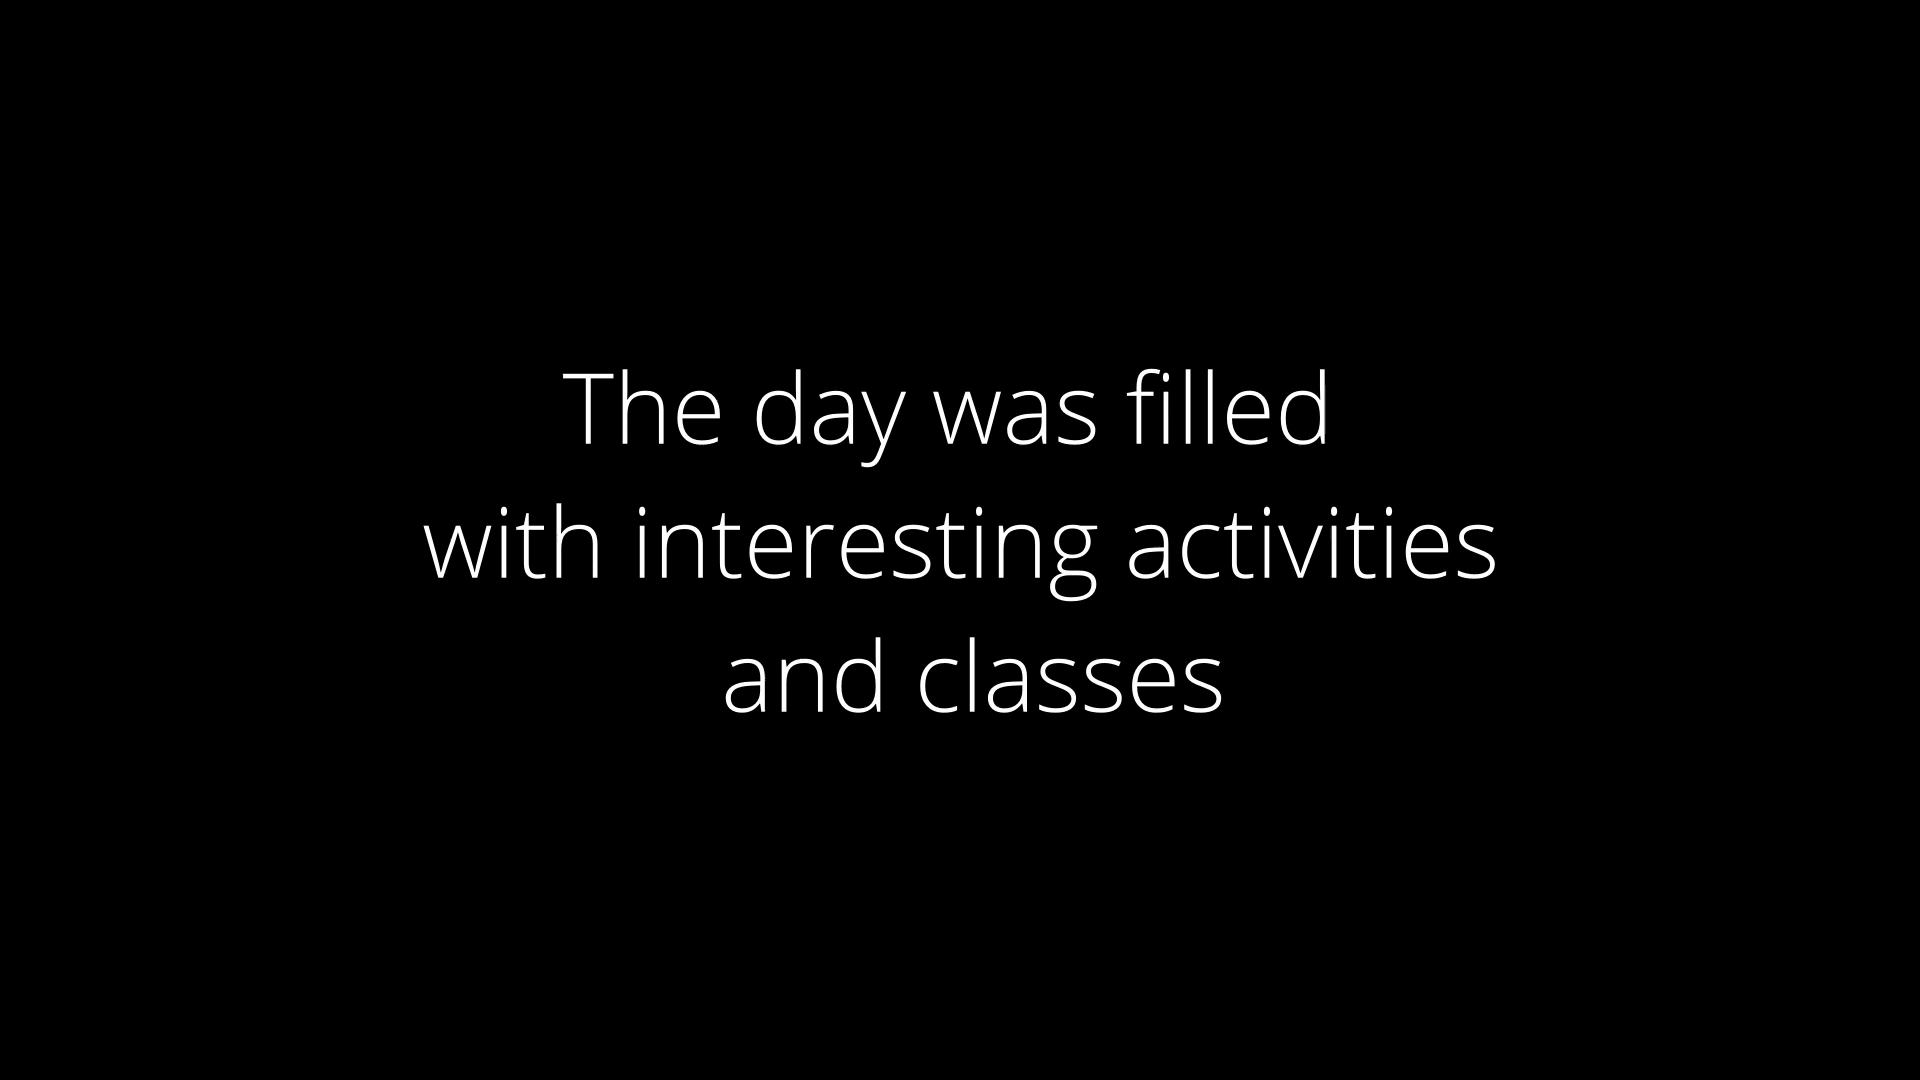 The day was filled
with interesting activities
and classes